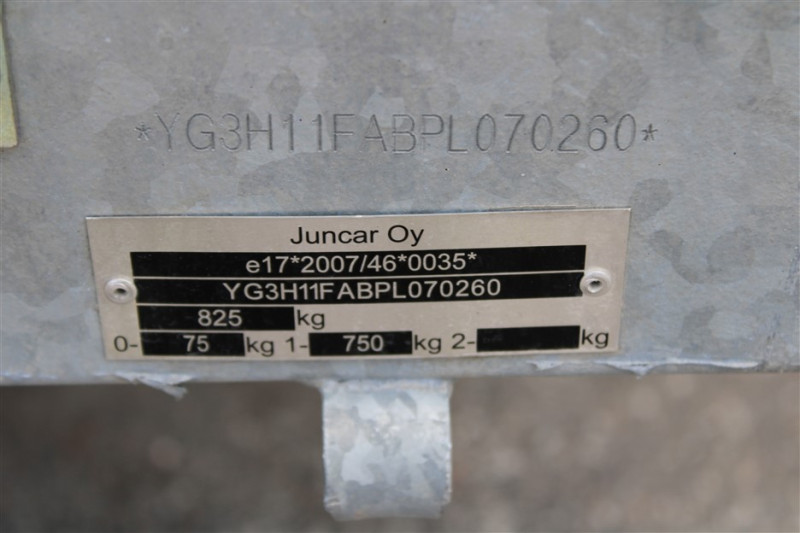 *YG3H11FABPL070260*
Juncar Oy
e17*2007/46*0035*
YG3H11FABPL070260
825 kg
0- 75 kg 1- 750 kg 2- kg